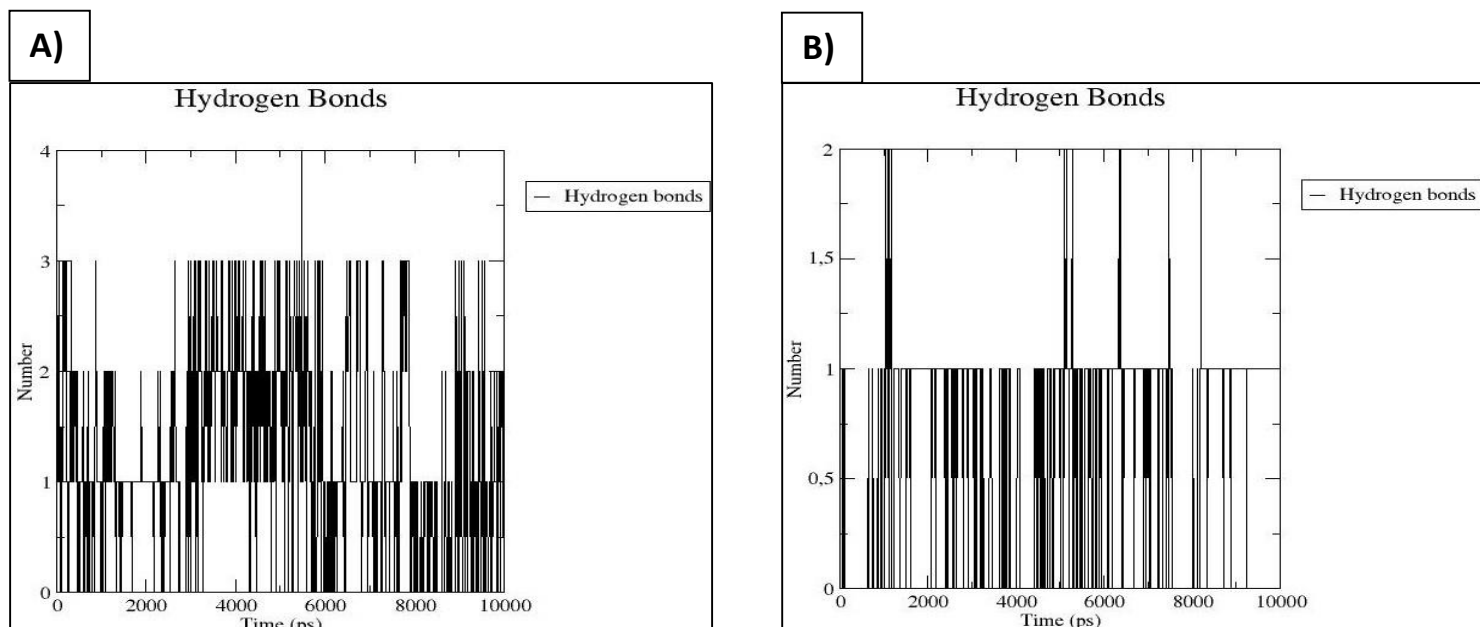 A)
Hydrogen Bonds
4
3
2
1
0
Number
0 2000 4000 6000 8000 10000
Time (ps)
Hydrogen bonds
B)
Hydrogen Bonds
2
1,5
1
0,5
0
Number
0 2000 4000 6000 8000 10000
Time (ps)
Hydrogen bonds